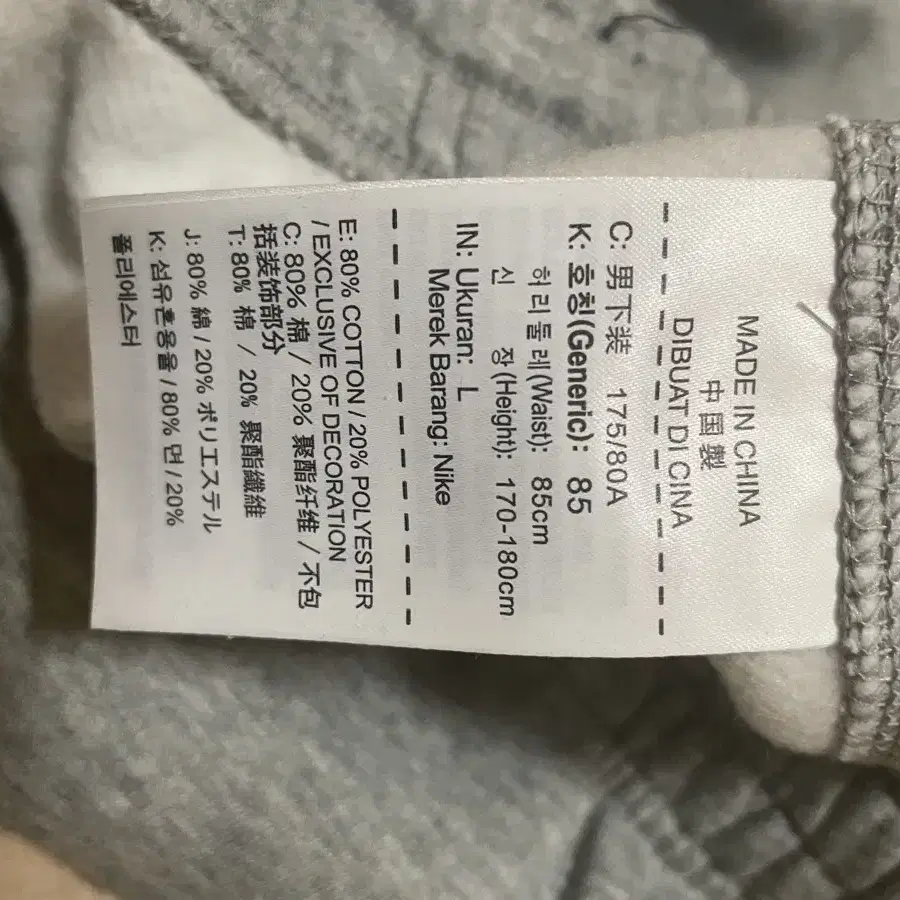 MADE IN CHINA
中国製
DIBUAT DI CINA
C: 男下装 175/80A
K: 호칭(Generic): 85
허리둘레(Waist): 85cm
신 장(Height): 170-180cm
IN: Ukuran: L
Merek Barang: Nike
E: 80% COTTON / 20% POLYESTER
/ EXCLUSIVE OF DECORATION
C: 80% 棉 / 20% 聚酯纤维 / 不包
括装饰部分
T: 80% 棉 / 20% 聚酯纖維
J: 80% 綿 / 20% ポリエステル
K: 섬유혼용율 / 80% 면 / 20%
폴리에스터